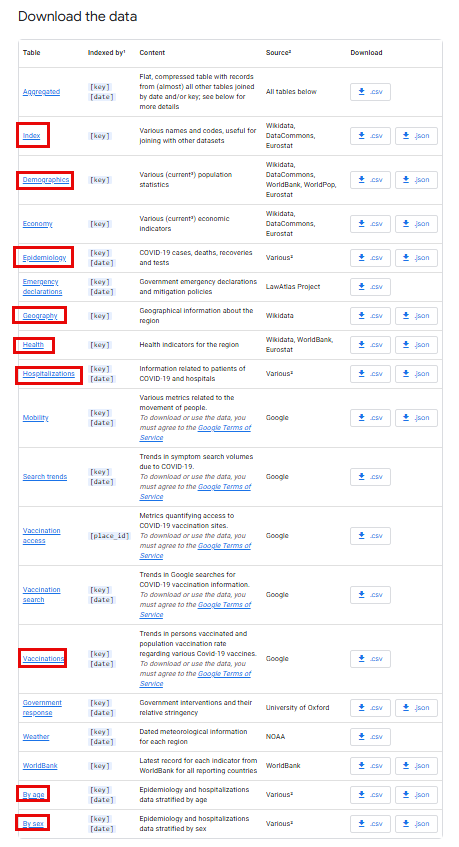 Download the data
Table Indexed by¹ Content Source² Download
Aggregated [key] [date] Flat, compressed table with records from (almost) all other tables joined by date and/or key; see below for more details All tables below .csv
Index [key] Various names and codes, useful for joining with other datasets Wikidata, DataCommons, Eurostat .csv .json
Demographics [key] Various (current³) population statistics Wikidata, DataCommons, WorldBank, WorldPop, Eurostat .csv .json
Economy [key] Various (current³) economic indicators Wikidata, DataCommons, Eurostat .csv .json
Epidemiology [key] [date] COVID-19 cases, deaths, recoveries and tests Various² .csv .json
Emergency declarations [key] [date] Government emergency declarations and mitigation policies LawAtlas Project .csv
Geography [key] Geographical information about the region Wikidata .csv .json
Health [key] Health indicators for the region Wikidata, WorldBank, Eurostat .csv .json
Hospitalizations [key] [date] Information related to patients of COVID-19 and hospitals Various² .csv .json
Mobility [key] [date] Various metrics related to the movement of people. To download or use the data, you must agree to the Google Terms of Service Google .csv .json
Search trends [key] [date] Trends in symptom search volumes due to COVID-19. To download or use the data, you must agree to the Google Terms of Service Google .csv
Vaccination access [place_id] Metrics quantifying access to COVID-19 vaccination sites. To download or use the data, you must agree to the Google Terms of Service Google .csv
Vaccination search [key] [date] Trends in Google searches for COVID-19 vaccination information. To download or use the data, you must agree to the Google Terms of Service Google .csv
Vaccinations [key] [date] Trends in persons vaccinated and population vaccination rate regarding various Covid-19 vaccines. To download or use the data, you must agree to the Google Terms of Service Google .csv
Government response [key] [date] Government interventions and their relative stringency University of Oxford .csv .json
Weather [key] [date] Dated meteorological information for each region NOAA .csv
WorldBank [key] Latest record for each indicator from WorldBank for all reporting countries WorldBank .csv .json
By age [key] [date] Epidemiology and hospitalizations data stratified by age Various² .csv .json
By sex [key] [date] Epidemiology and hospitalizations data stratified by sex Various² .csv .json